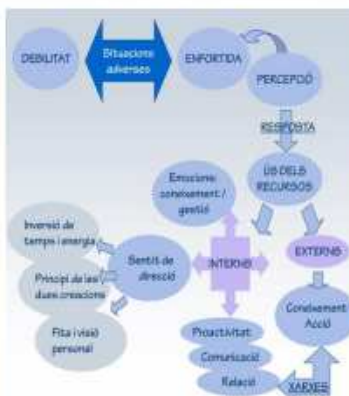 DEBILITAT
Situacions
adverses
ENFORTIDA
PERCEPCIÓ
RESPOSTA
ÚS DELS
RECURSOS
Emocions:
coneixement /
gestió
Inversió de
temps i energia
Sentit de
direcció
INTERNS
EXTERNS
Principi de les
dues creacions
Fita i visió
personal
Coneixement
Acció
Proactivitat
Comunicació
Relació
XARXES